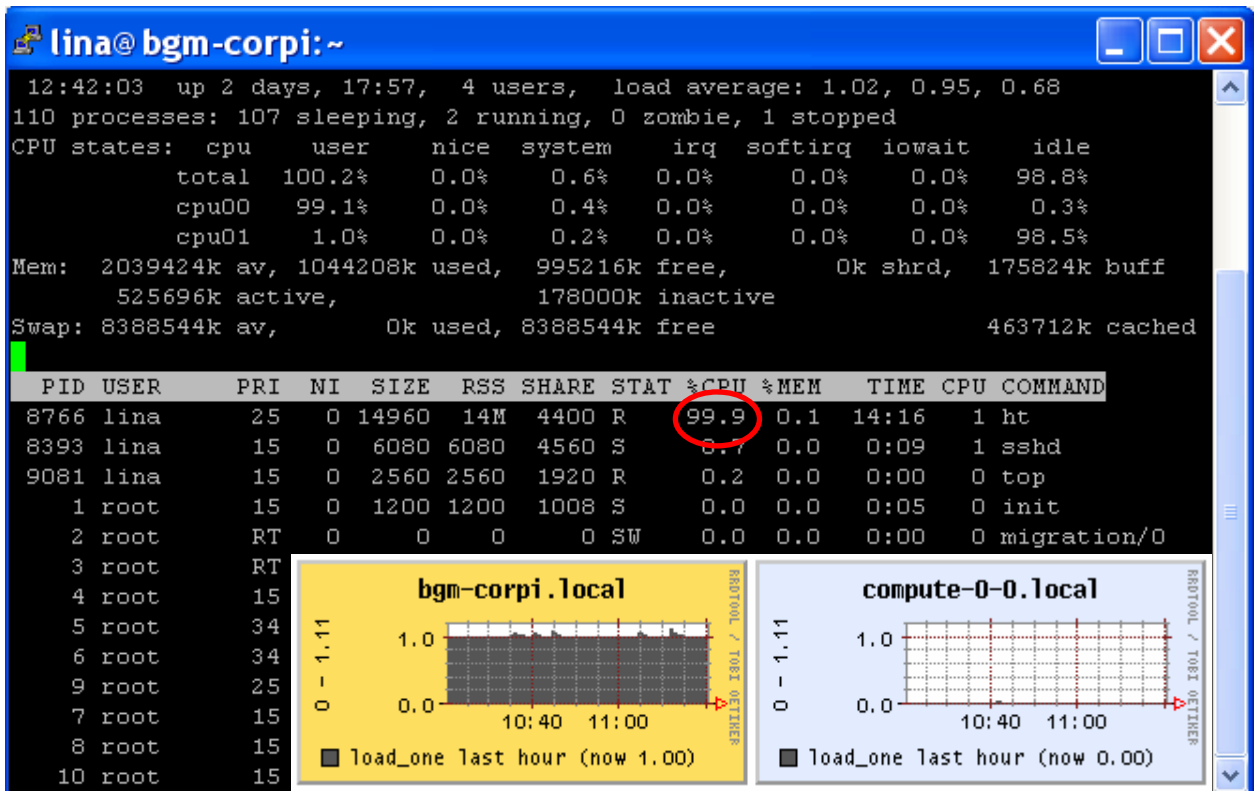 lina@bgm-corpi:~
12:42:03 up 2 days, 17:57, 4 users, load average: 1.02, 0.95, 0.68
110 processes: 107 sleeping, 2 running, 0 zombie, 1 stopped
CPU states: cpu user nice system irq softirq iowait idle
total 100.2% 0.0% 0.6% 0.0% 0.0% 0.0% 98.8%
cpu00 99.1% 0.0% 0.4% 0.0% 0.0% 0.0% 0.3%
cpu01 1.0% 0.0% 0.2% 0.0% 0.0% 0.0% 98.5%
Mem: 2039424k av, 1044208k used, 995216k free, 0k shrd, 175824k buff
525696k active, 178000k inactive
Swap: 8388544k av, 0k used, 8388544k free 463712k cached
PID USER PRI NI SIZE RSS SHARE STAT %CPU %MEM TIME CPU COMMAND
8766 lina 25 0 14960 14M 4400 R 99.9 0.1 14:16 1 ht
8393 lina 15 0 6080 6080 4560 S 0.7 0.0 0:09 1 sshd
9081 lina 15 0 2560 2560 1920 R 0.2 0.0 0:00 0 top
1 root 15 0 1200 1200 1008 S 0.0 0.0 0:05 0 init
2 root RT 0 0 0 0 SW 0.0 0.0 0:00 0 migration/0
3 root RT
4 root 15
5 root 34
6 root 34
9 root 25
7 root 15
8 root 15
10 root 15
bgm-corpi.local
0 - 1.11
1.0
0.0
10:40 11:00
load_one last hour (now 1.00)
RRDTOOL / TOBI OETIKER
compute-0-0.local
0 - 1.11
1.0
0.0
10:40 11:00
load_one last hour (now 0.00)
RRDTOOL / TOBI OETIKER